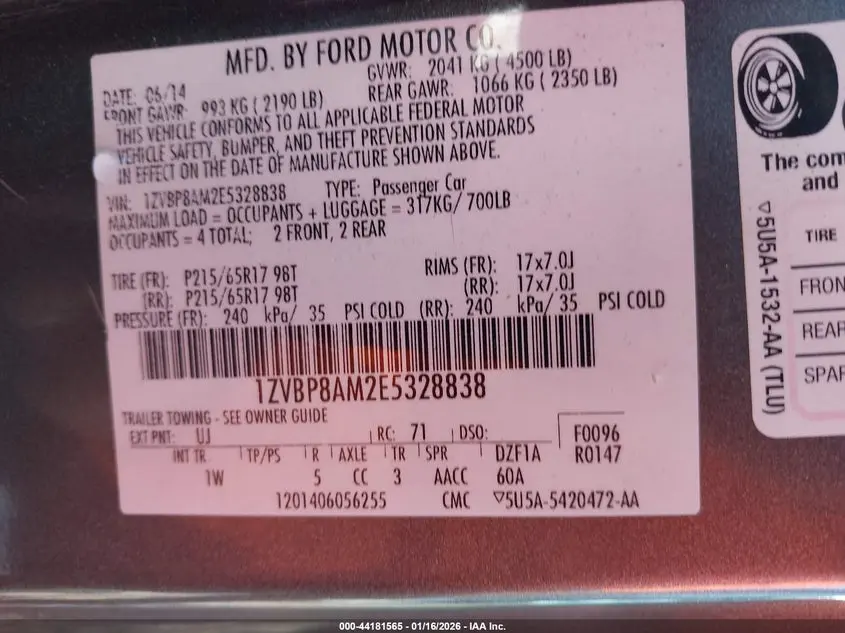 MFD. BY FORD MOTOR CO.
DATE: 06/14 GVWR: 2041 KG ( 4500 LB)
FRONT GAWR: 993 KG ( 2190 LB) REAR GAWR: 1066 KG ( 2350 LB)
THIS VEHICLE CONFORMS TO ALL APPLICABLE FEDERAL MOTOR
VEHICLE SAFETY, BUMPER, AND THEFT PREVENTION STANDARDS
IN EFFECT ON THE DATE OF MANUFACTURE SHOWN ABOVE.
VIN: 1ZVBP8AM2E5328838 TYPE: Passenger Car
MAXIMUM LOAD = OCCUPANTS + LUGGAGE = 317KG/ 700LB
OCCUPANTS = 4 TOTAL; 2 FRONT, 2 REAR
TIRE (FR): P215/65R17 98T RIMS (FR): 17x7.0J
(RR): P215/65R17 98T (RR): 17x7.0J
PRESSURE (FR): 240 kPa/ 35 PSI COLD (RR): 240 kPa/ 35 PSI COLD
1ZVBP8AM2E5328838
TRAILER TOWING - SEE OWNER GUIDE
EXT PNT: UJ RC: 71 DSO: F0096
INT TR TP/PS R AXLE TR SPR DZF1A R0147
1W 5 CC 3 AACC 60A
1201406056255 CMC ▽5U5A-5420472-AA
The com
and
TIRE
FRON
REAR
SPAR
▽5U5A-1532-AA (TLU)
000-44181565 - 01/16/2026 - IAA Inc.